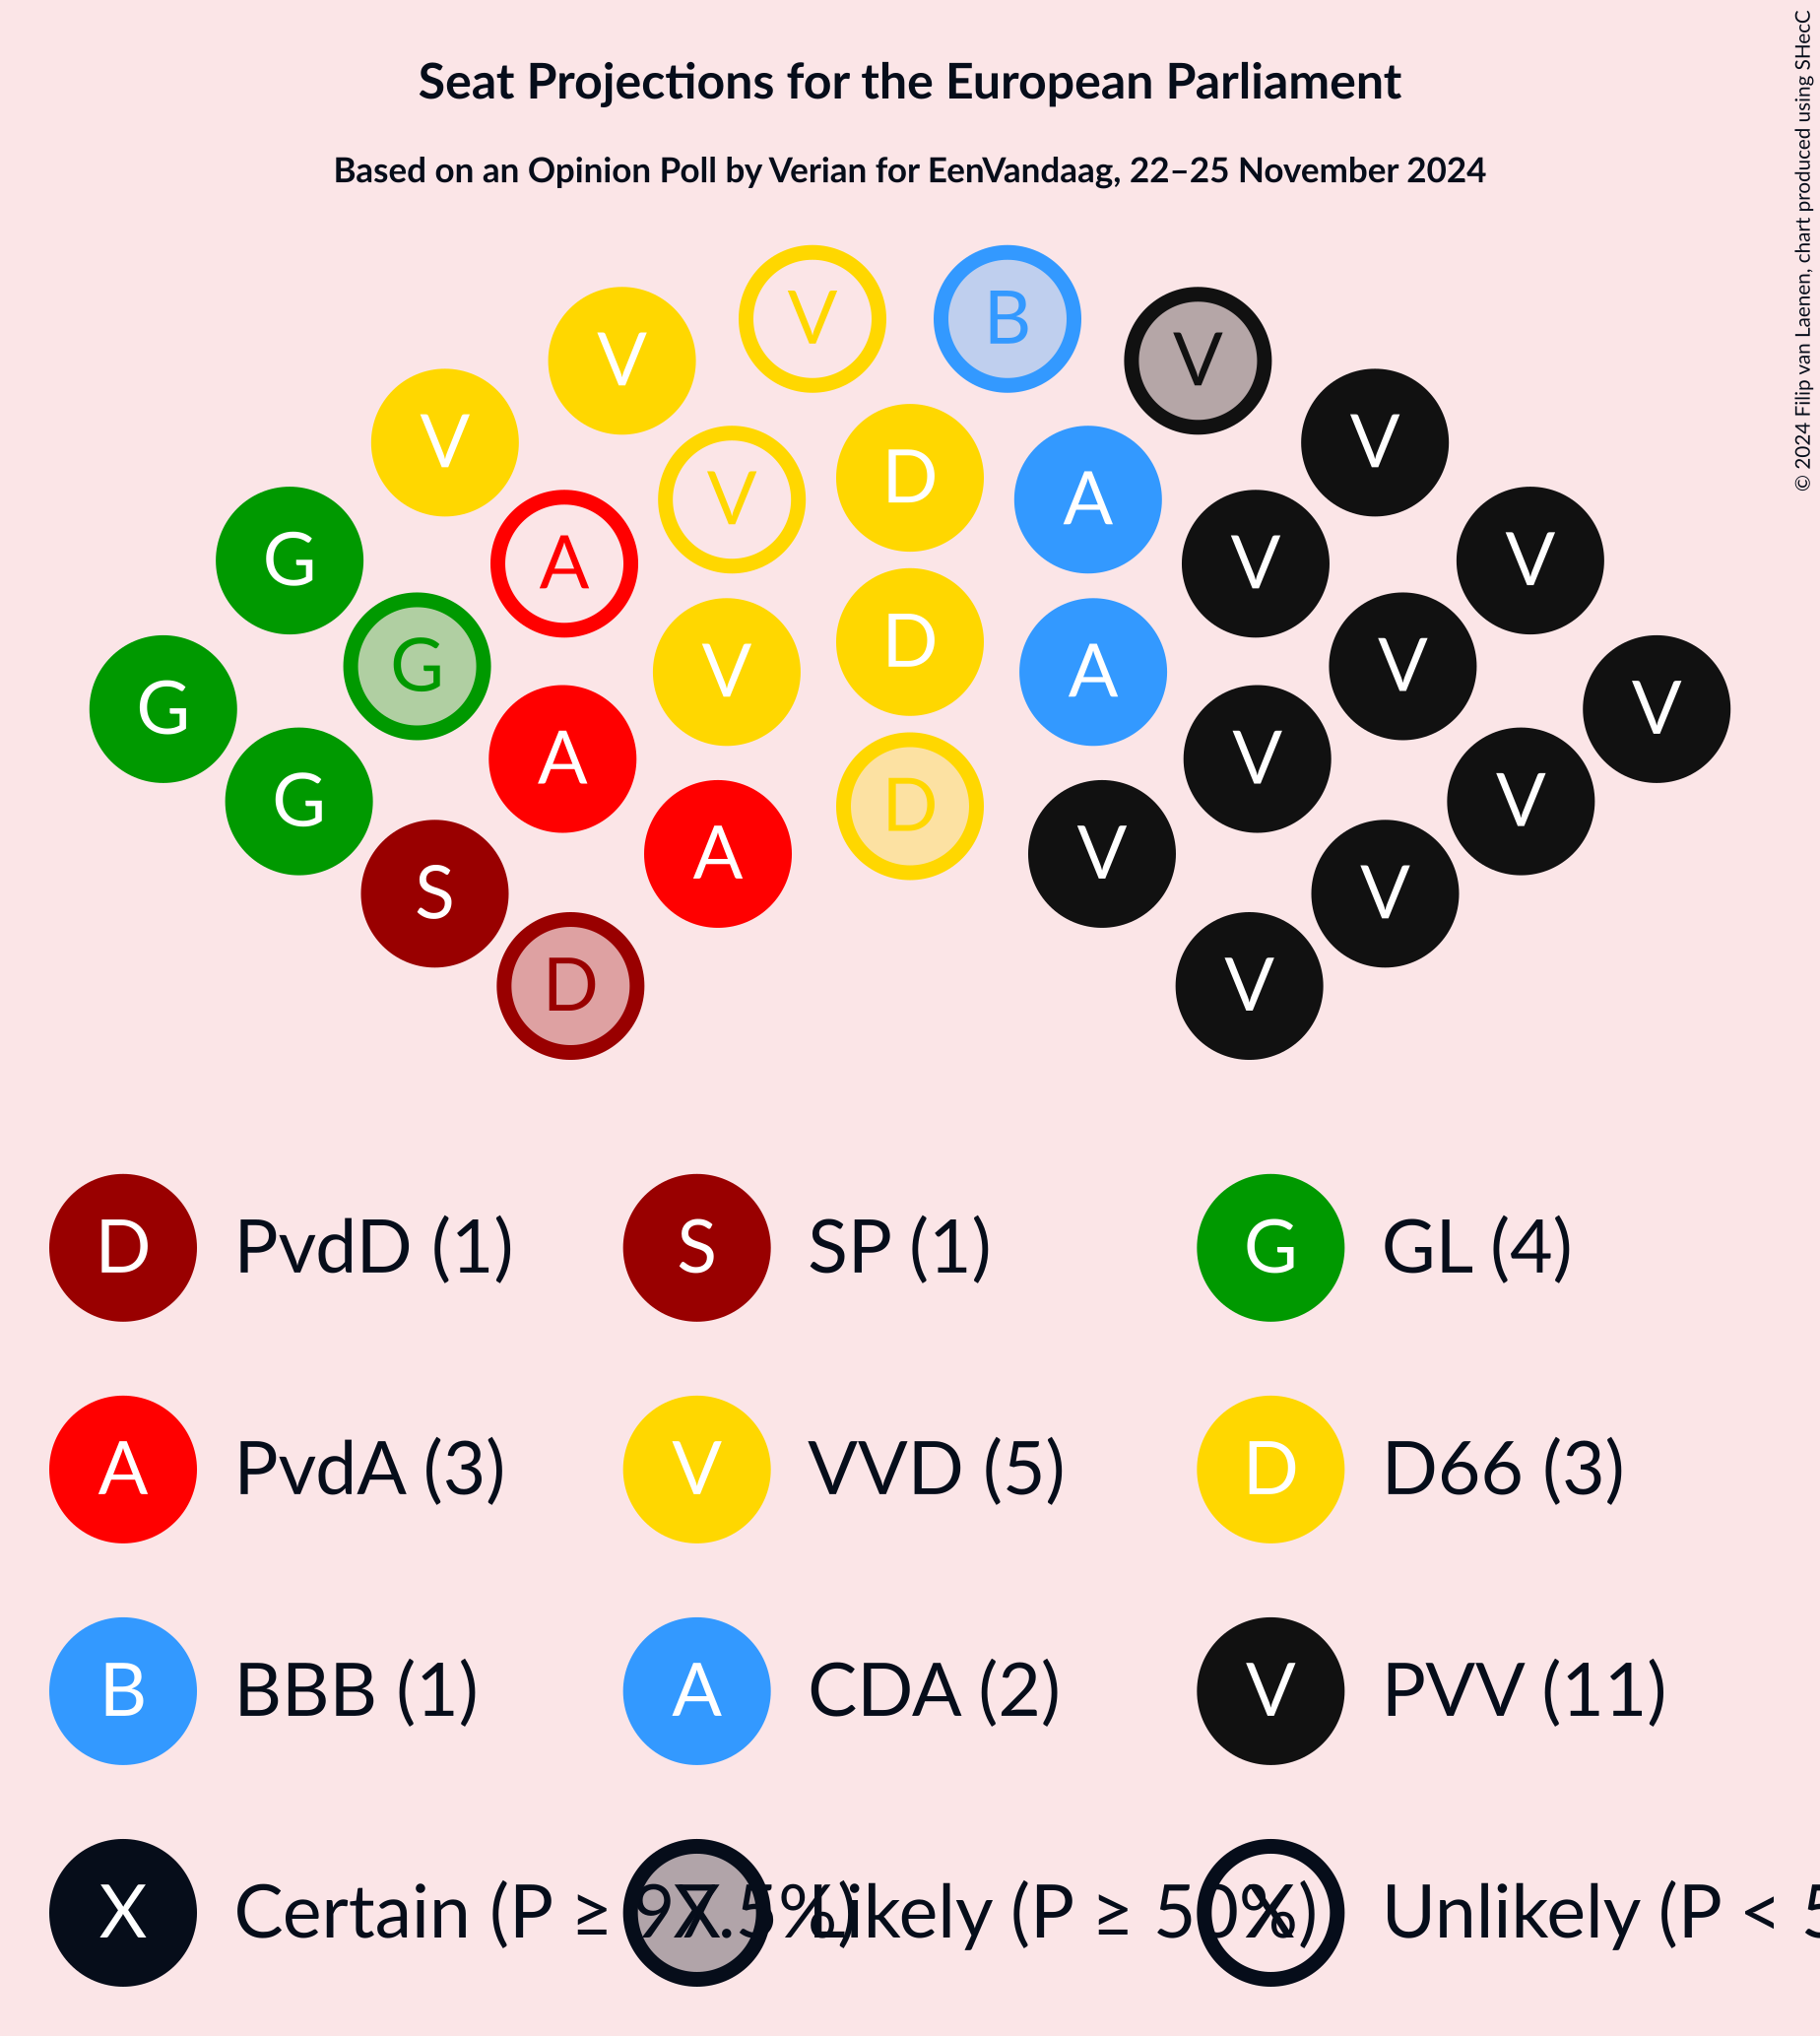 Seat Projections for the European Parliament
Based on an Opinion Poll by Verian for EenVandaag, 22–25 November 2024
© 2024 Filip van Laenen, chart produced using SHecC
V B
V V
V V
V D A
G A V V
G V D A V
G G A V V
G D V
S A V V
D V
D PvdD (1) S SP (1) G GL (4)
A PvdA (3) V VVD (5) D D66 (3)
B BBB (1) A CDA (2) V PVV (11)
X Certain (P ≥ 97.5%) X Likely (P ≥ 50%) X Unlikely (P < 5